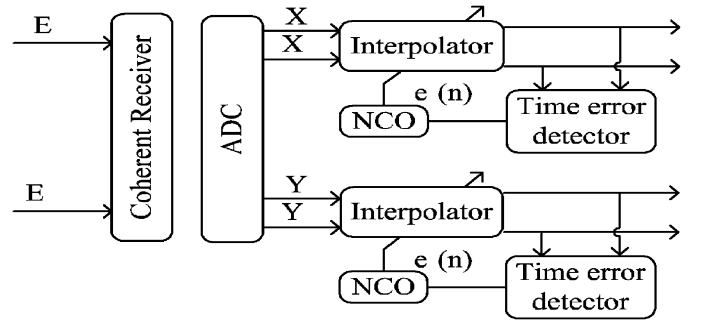 E
E
Coherent Receiver
ADC
X
X
Interpolator
e (n)
NCO
Time error
detector
Y
Y
Interpolator
e (n)
NCO
Time error
detector